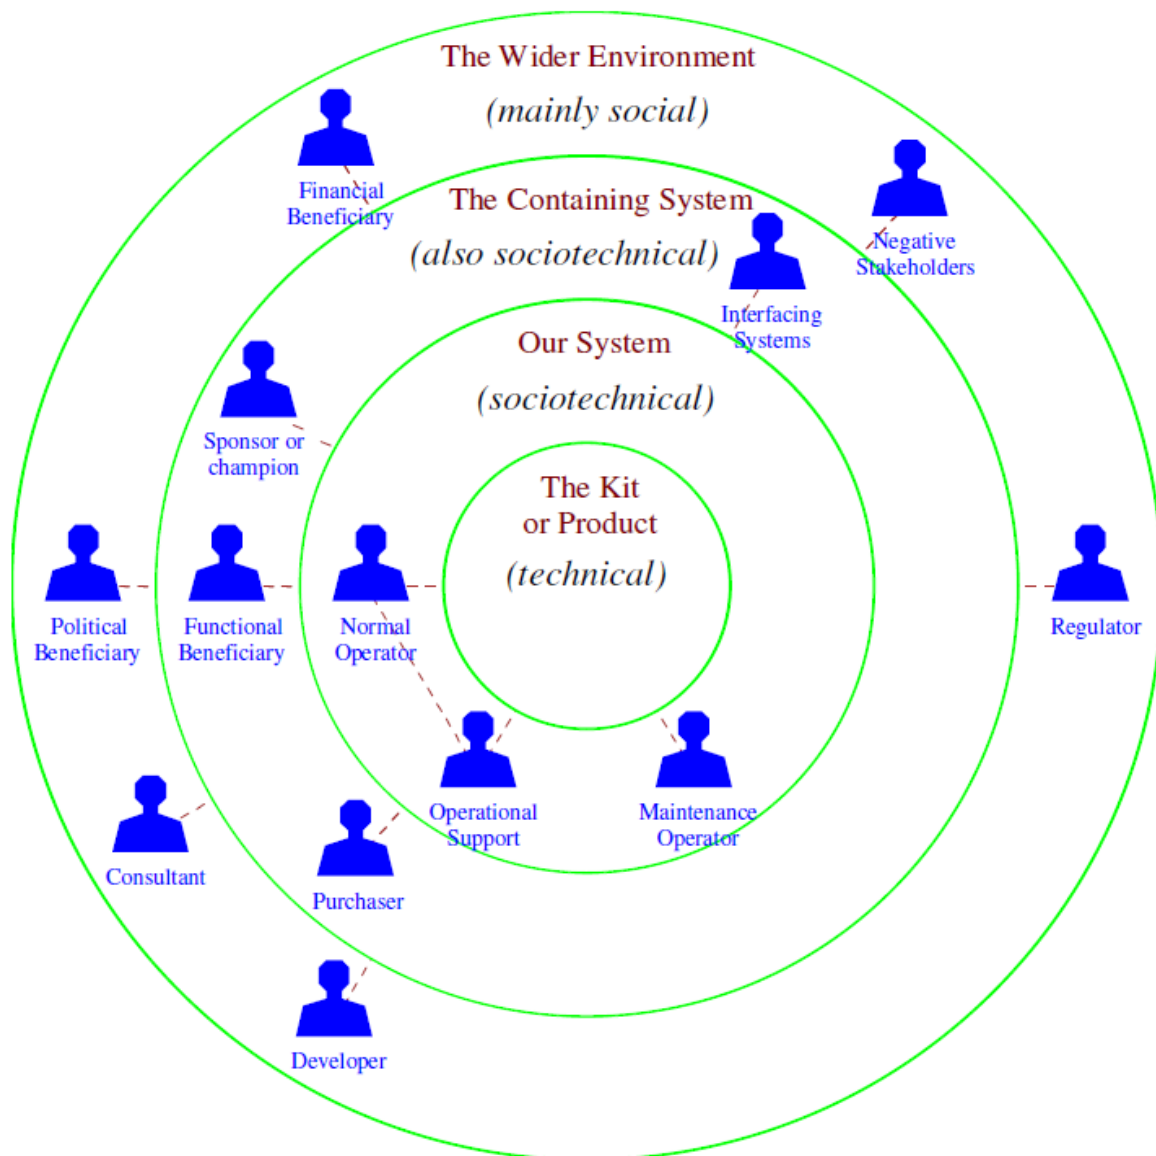 The Wider Environment
(mainly social)
Financial
Beneficiary
The Containing System
(also sociotechnical)
Negative
Stakeholders
Interfacing
Systems
Our System
(sociotechnical)
Sponsor or
champion
The Kit
or Product
(technical)
Political
Beneficiary
Functional
Beneficiary
Normal
Operator
Regulator
Operational
Support
Maintenance
Operator
Consultant
Purchaser
Developer